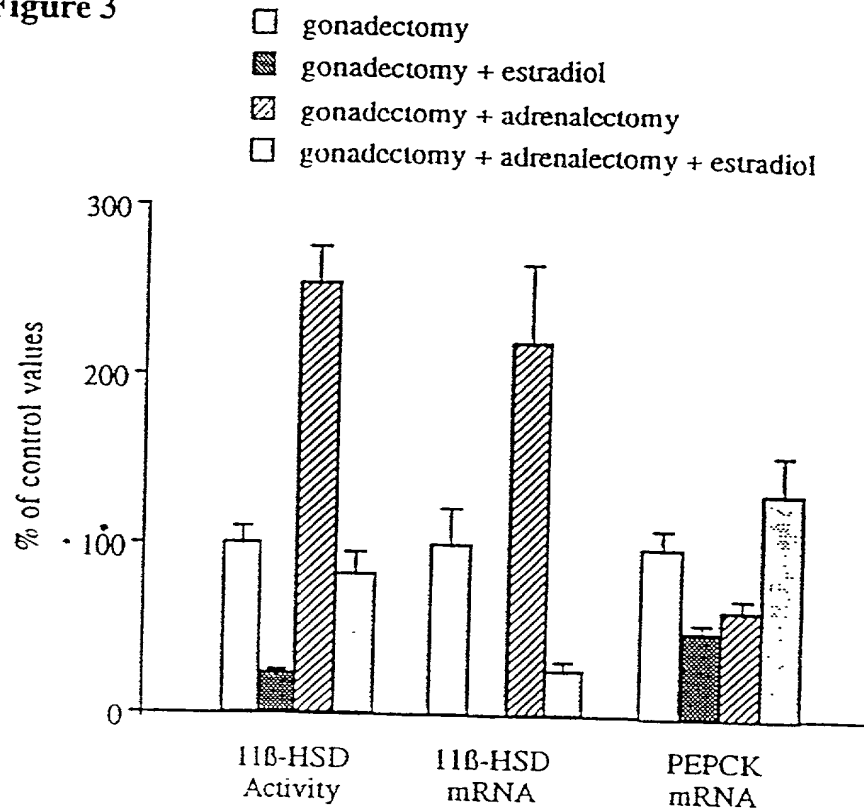 Figure 3
gonadectomy
gonadectomy + estradiol
gonadectomy + adrenalectomy
gonadectomy + adrenalectomy + estradiol
% of control values
300
200
100
0
11ß-HSD
Activity
11ß-HSD
mRNA
PEPCK
mRNA